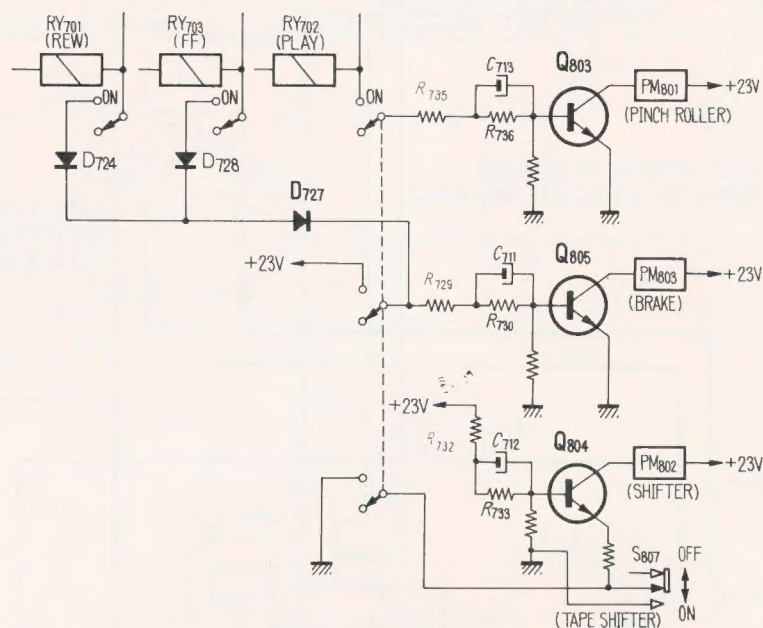 RY701 RY703 RY702
(REW) (FF) (PLAY)
ON ON ON
D724 D728
D727
+23V
C713 Q803
R735
R736
PM801 +23V
(PINCH ROLLER)
C711 Q805
R729
R730
PM803 +23V
(BRAKE)
+23V
R732 C712 Q804
R733
PM802 +23V
(SHIFTER)
S807 OFF
ON
(TAPE SHIFTER)